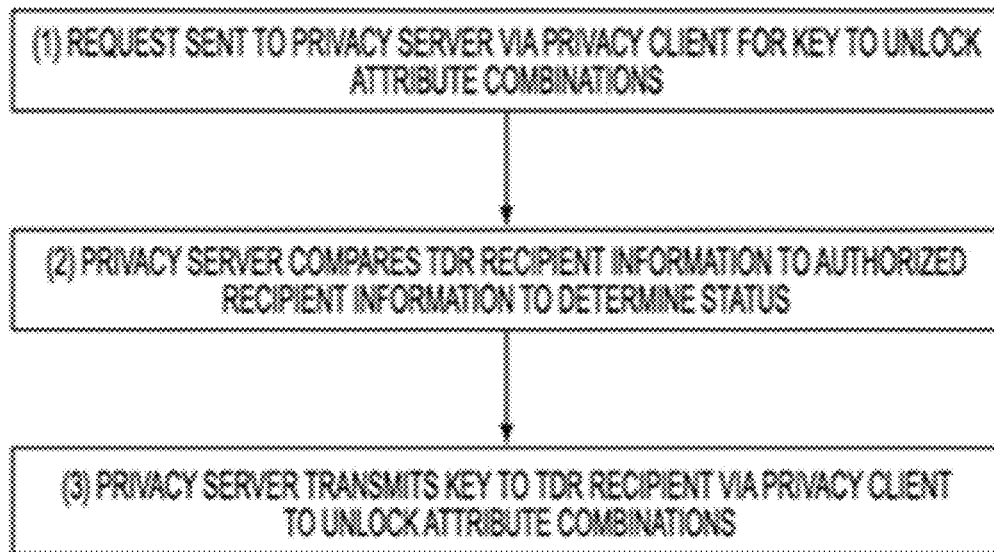 (1) REQUEST SENT TO PRIVACY SERVER VIA PRIVACY CLIENT FOR KEY TO UNLOCK
ATTRIBUTE COMBINATIONS
(2) PRIVACY SERVER COMPARES TDR RECIPIENT INFORMATION TO AUTHORIZED
RECIPIENT INFORMATION TO DETERMINE STATUS
(3) PRIVACY SERVER TRANSMITS KEY TO TDR RECIPIENT VIA PRIVACY CLIENT
TO UNLOCK ATTRIBUTE COMBINATIONS